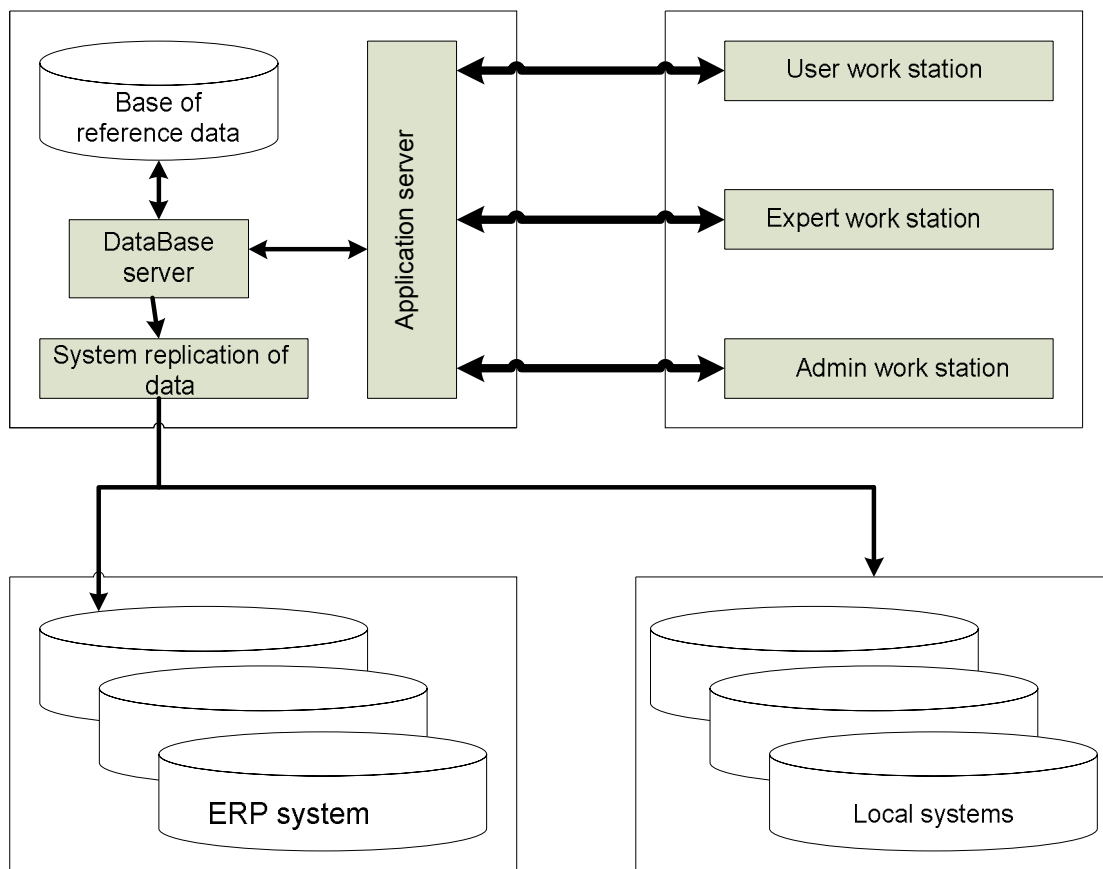 Base of
reference data
DataBase
server
System replication of
data
Application server
User work station
Expert work station
Admin work station
ERP system
Local systems